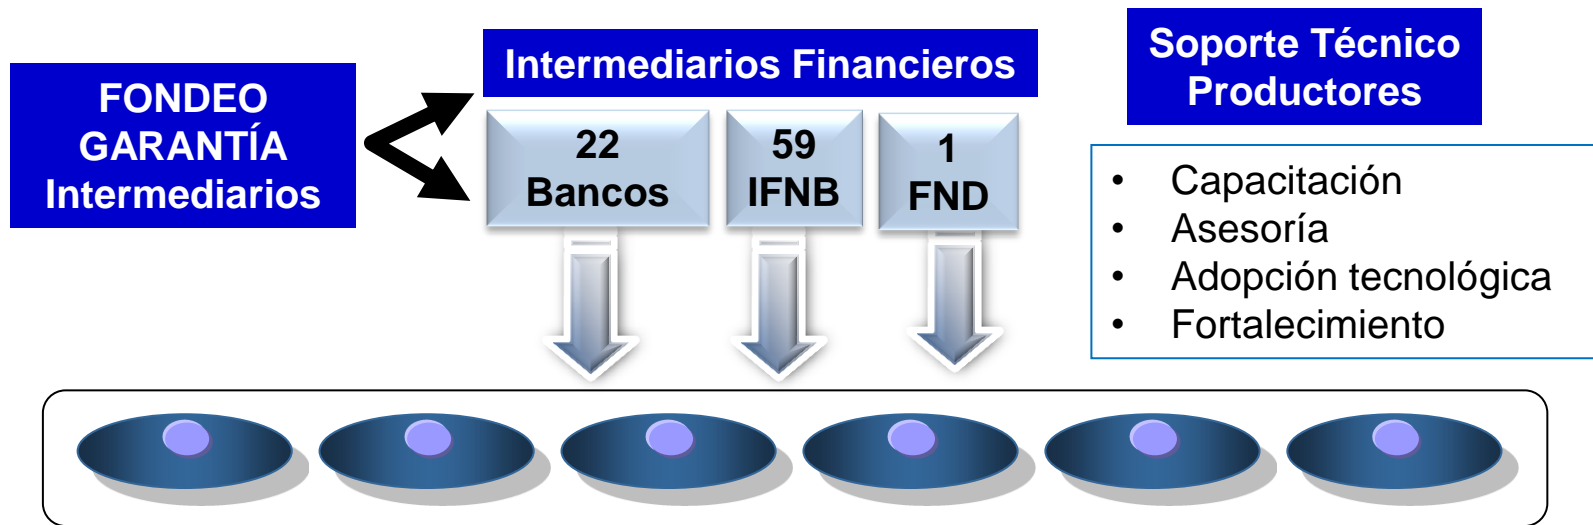 FONDEO
GARANTÍA
Intermediarios
Intermediarios Financieros
22
Bancos
59
IFNB
1
FND
Soporte Técnico
Productores
• Capacitación
• Asesoría
• Adopción tecnológica
• Fortalecimiento